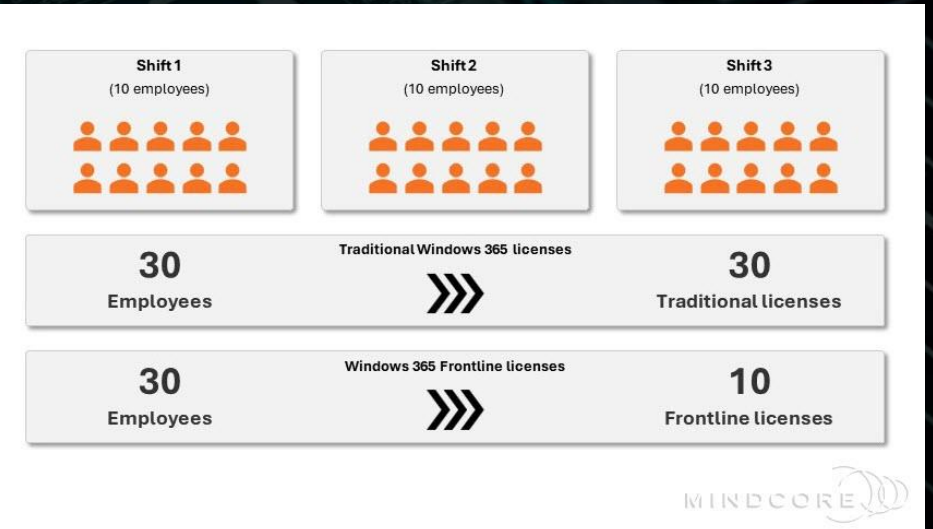 Shift 1
(10 employees)
Shift 2
(10 employees)
Shift 3
(10 employees)
Traditional Windows 365 licenses
30
Employees
30
Traditional licenses
Windows 365 Frontline licenses
30
Employees
10
Frontline licenses
MINDCORE